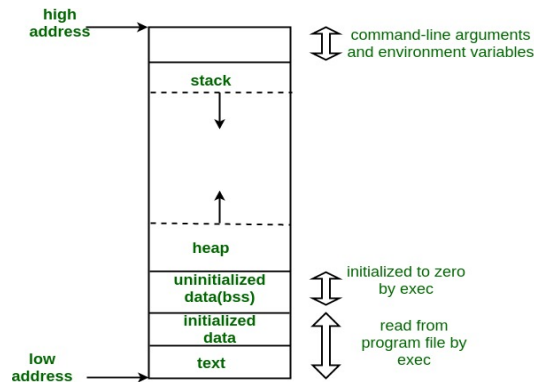 high
address
command-line arguments
and environment variables
stack
heap
uninitialized
data(bss)
initialized to zero
by exec
initialized
data
read from
program file by
exec
text
low
address